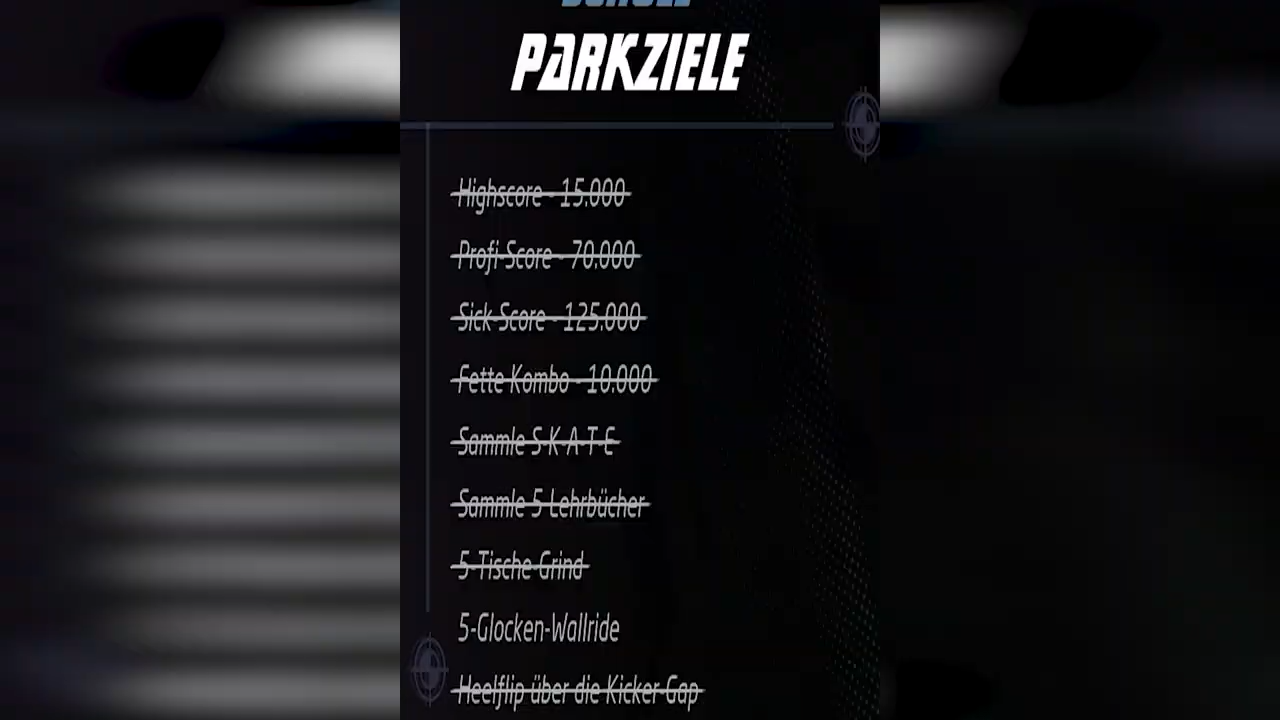 PARKZIELE
Highscore - 15.000
Profi-Score - 70.000
Sick-Score - 125.000
Fette Kombo - 10.000
Sammle S-K-A-T-E
Sammle 5 Lehrbücher
5-Tische-Grind
5-Glocken-Wallride
Heelflip über die Kicker-Gap